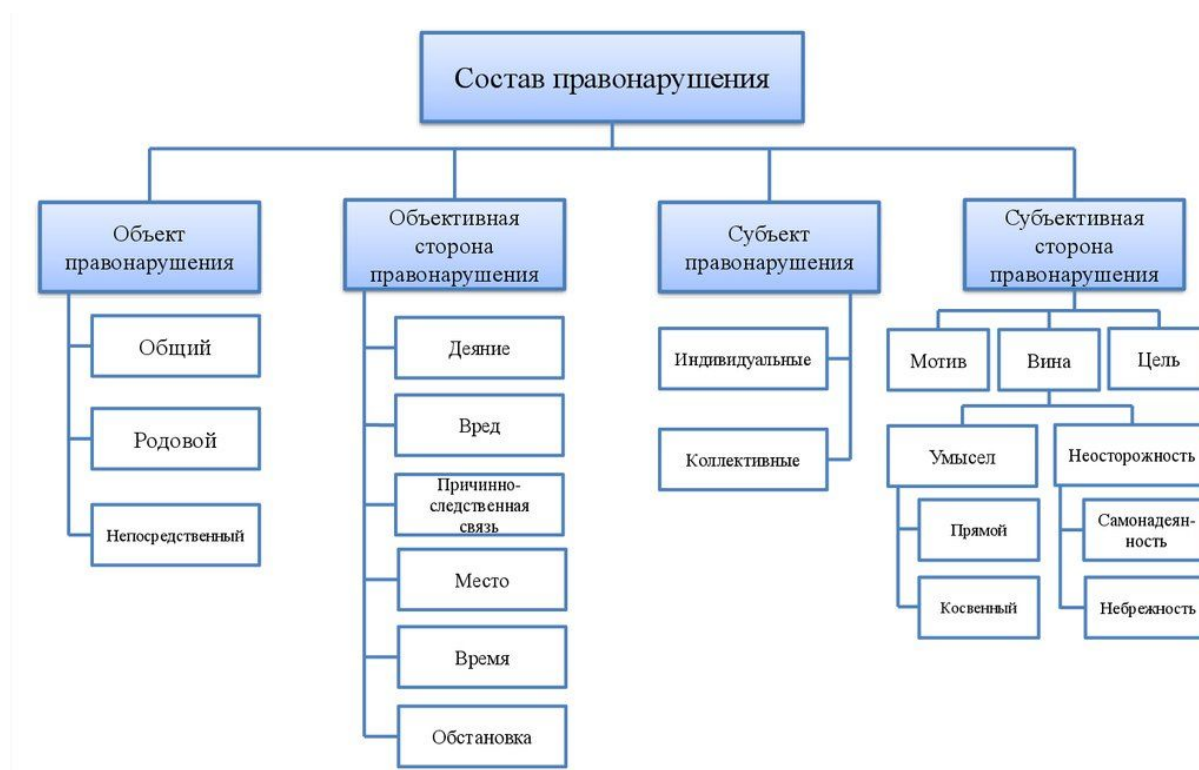 Состав правонарушения
Объект
правонарушения
Общий
Родовой
Непосредственный
Объективная
сторона
правонарушения
Деяние
Вред
Причинно-
следственная
связь
Место
Время
Обстановка
Субъект
правонарушения
Индивидуальные
Коллективные
Субъективная
сторона
правонарушения
Мотив
Вина
Цель
Умысел
Прямой
Косвенный
Неосторожность
Самонадеян-
ность
Небрежность